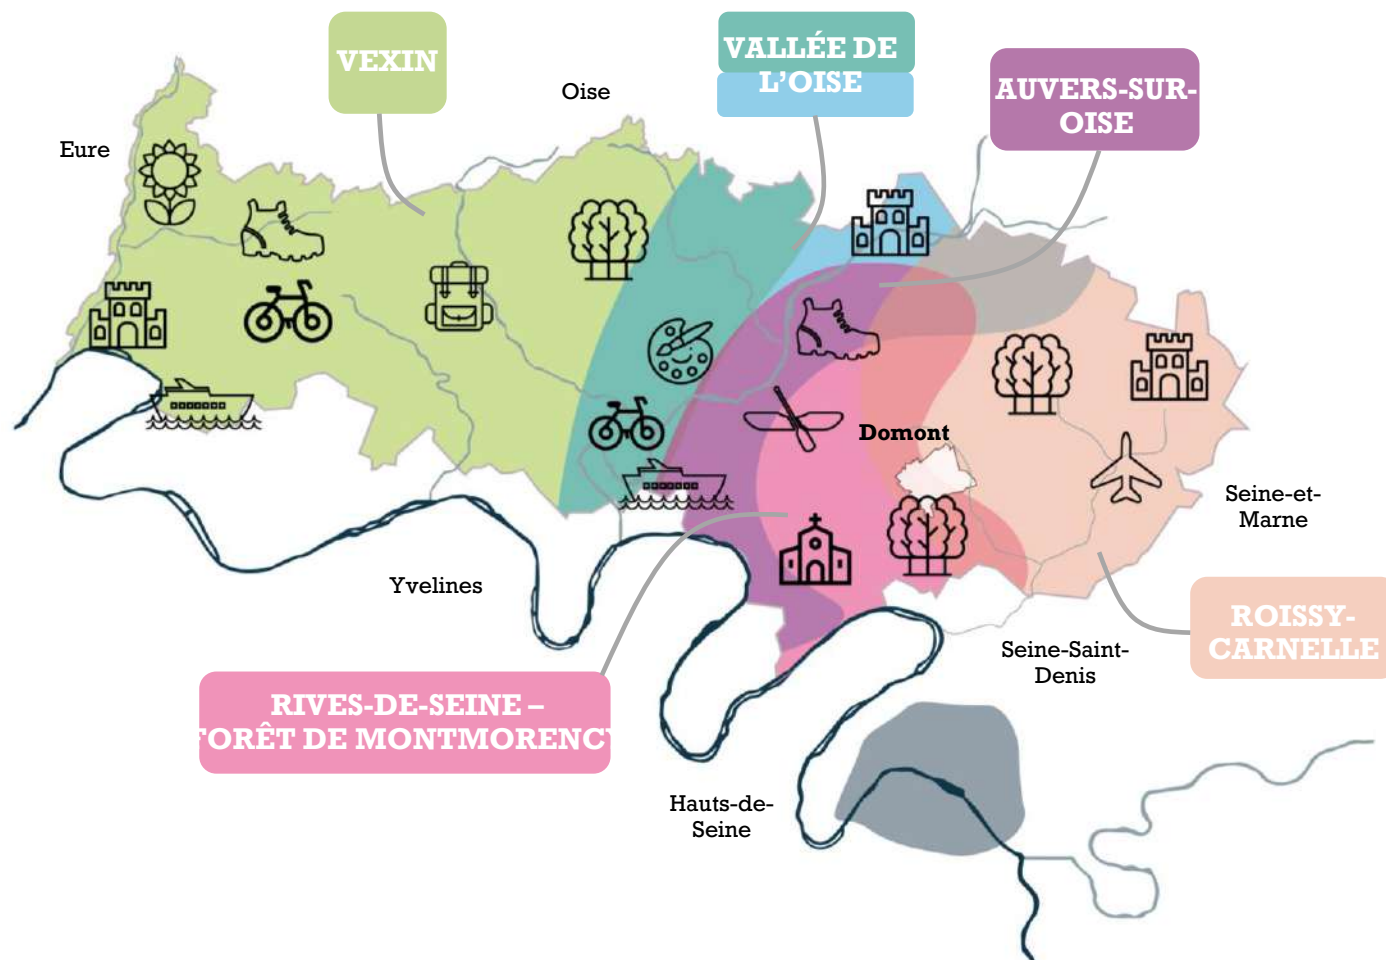 VEXIN
VALLÉE DE
L'OISE
AUVERS-SUR-
OISE
Oise
Eure
Domont
Seine-et-
Marne
Yvelines
ROISSY-
CARNELLE
Seine-Saint-
Denis
RIVES-DE-SEINE –
FORÊT DE MONTMORENCY
Hauts-de-
Seine